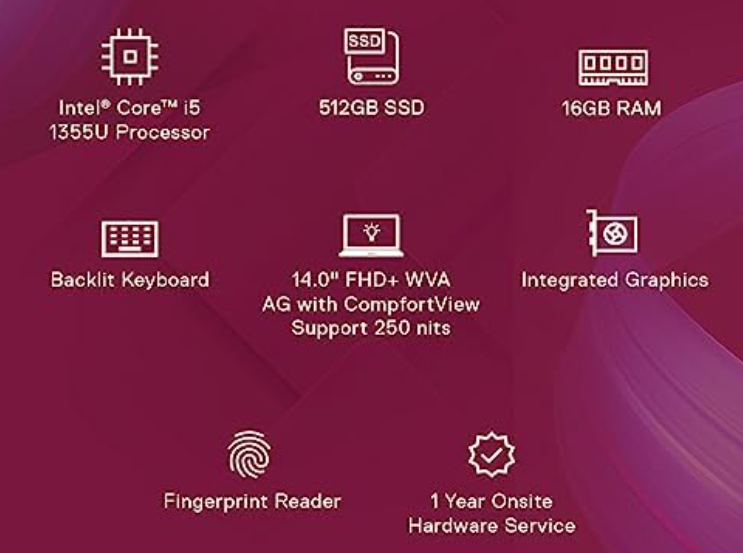 SSD
Intel® Core™ i5
1355U Processor
512GB SSD
16GB RAM
Backlit Keyboard
14.0" FHD+ WVA
AG with CompfortView
Support 250 nits
Integrated Graphics
Fingerprint Reader
1 Year Onsite
Hardware Service